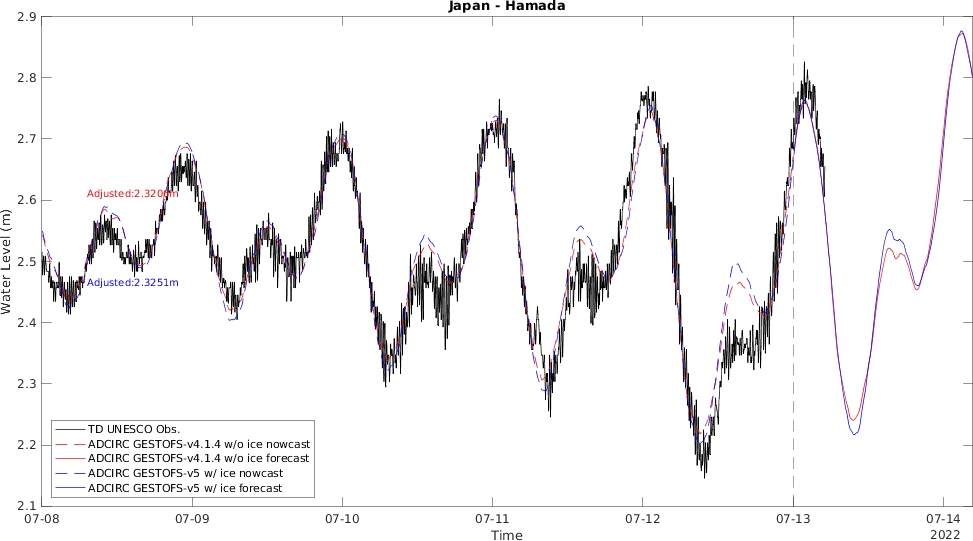 Japan - Hamada
2.9
2.8
2.7
2.6
2.5
2.4
2.3
2.2
2.1
Water Level (m)
Adjusted:2.3206m
Adjusted:2.3251m
TD UNESCO Obs.
ADCIRC GESTOFS-v4.1.4 w/o ice nowcast
ADCIRC GESTOFS-v4.1.4 w/o ice forecast
ADCIRC GESTOFS-v5 w/ ice nowcast
ADCIRC GESTOFS-v5 w/ ice forecast
07-08 07-09 07-10 07-11 07-12 07-13 07-14
Time
2022